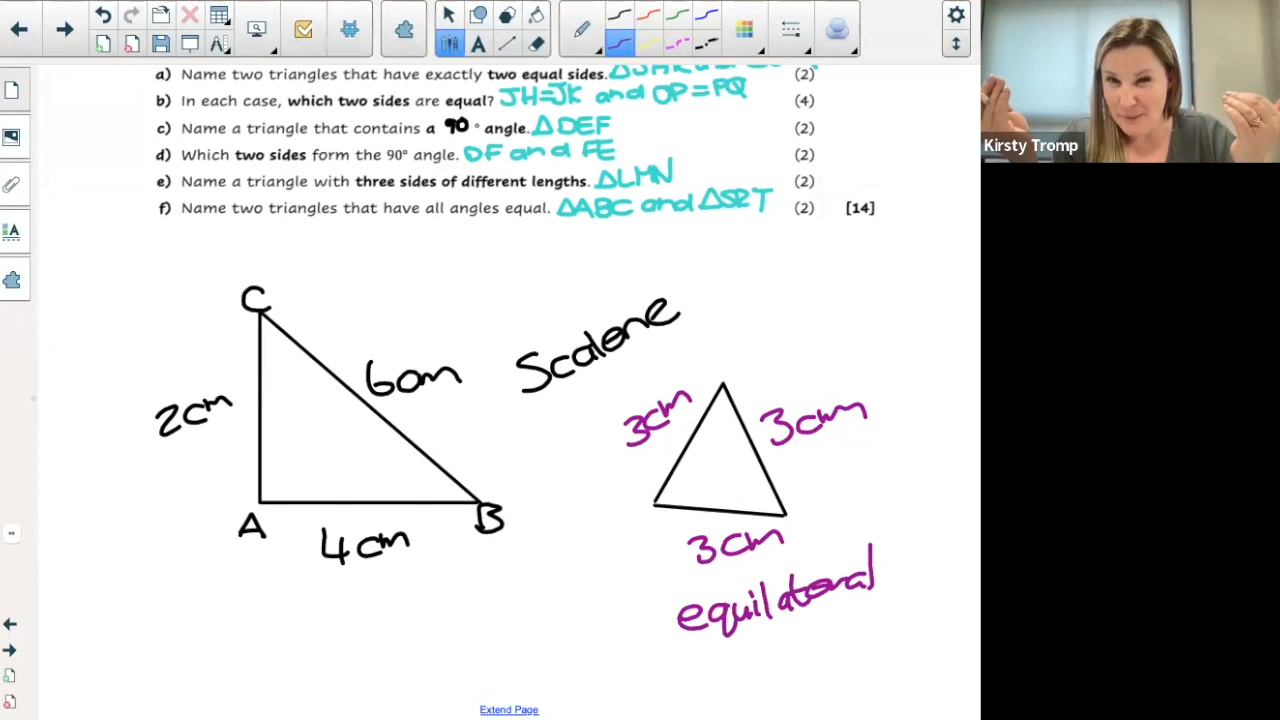 a) Name two triangles that have exactly two equal sides. (2)
b) In each case, which two sides are equal? JH=JK and OP=PQ (4)
c) Name a triangle that contains a 90° angle. ΔDEF (2)
d) Which two sides form the 90° angle. DF and FE (2)
e) Name a triangle with three sides of different lengths. ΔLMN (2)
f) Name two triangles that have all angles equal. ΔABC and ΔSRT (2) [14]
Kirsty Tromp
C
Scalene
6cm
2cm
3cm
3cm
A
B
4cm
3cm
equilateral
Extend Page